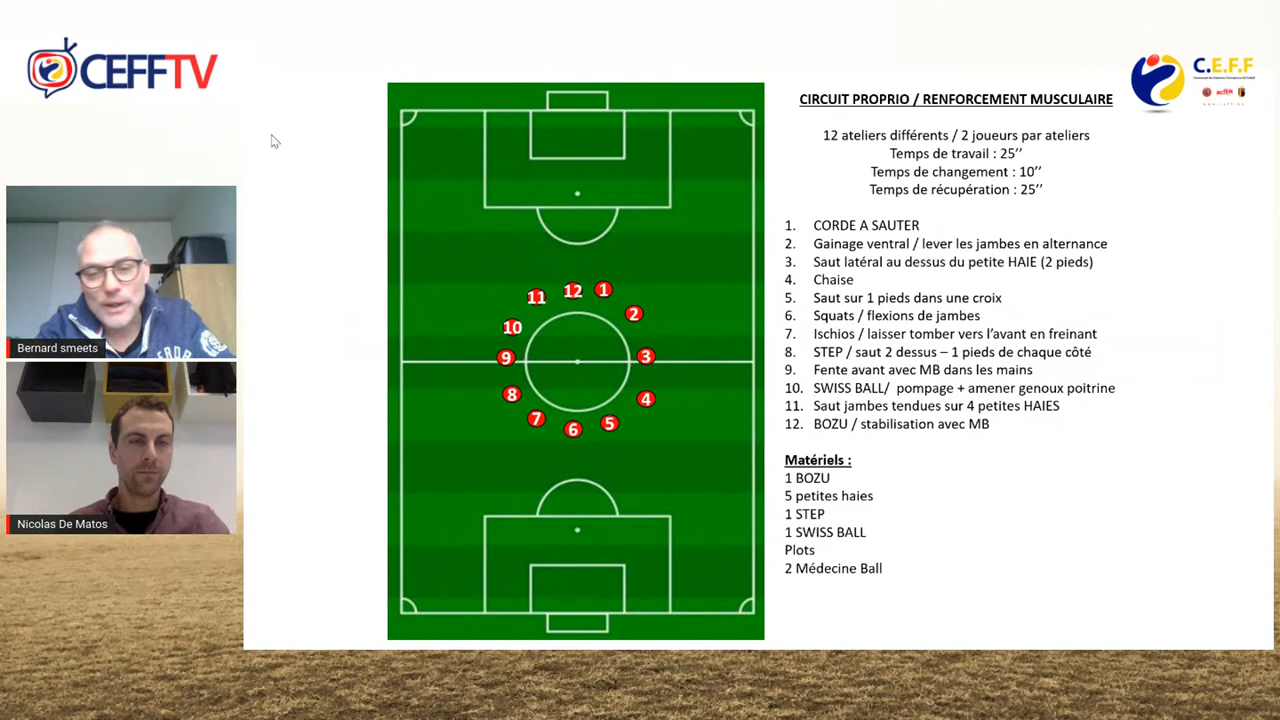 CEFFTV
C.E.F.F
CIRCUIT PROPRIO / RENFORCEMENT MUSCULAIRE
12 ateliers différents / 2 joueurs par ateliers
Temps de travail : 25’’
Temps de changement : 10’’
Temps de récupération : 25’’
1. CORDE A SAUTER
2. Gainage ventral / lever les jambes en alternance
3. Saut latéral au dessus du petite HAIE (2 pieds)
4. Chaise
5. Saut sur 1 pieds dans une croix
6. Squats / flexions de jambes
7. Ischios / laisser tomber vers l’avant en freinant
8. STEP / saut 2 dessus – 1 pieds de chaque côté
9. Fente avant avec MB dans les mains
10. SWISS BALL/ pompage + amener genoux poitrine
11. Saut jambes tendues sur 4 petites HAIES
12. BOZU / stabilisation avec MB
Matériels :
1 BOZU
5 petites haies
1 STEP
1 SWISS BALL
Plots
2 Médecine Ball
11 12 1
2
10
9
3
8
4
7
6
5
Bernard smeets
Nicolas De Matos